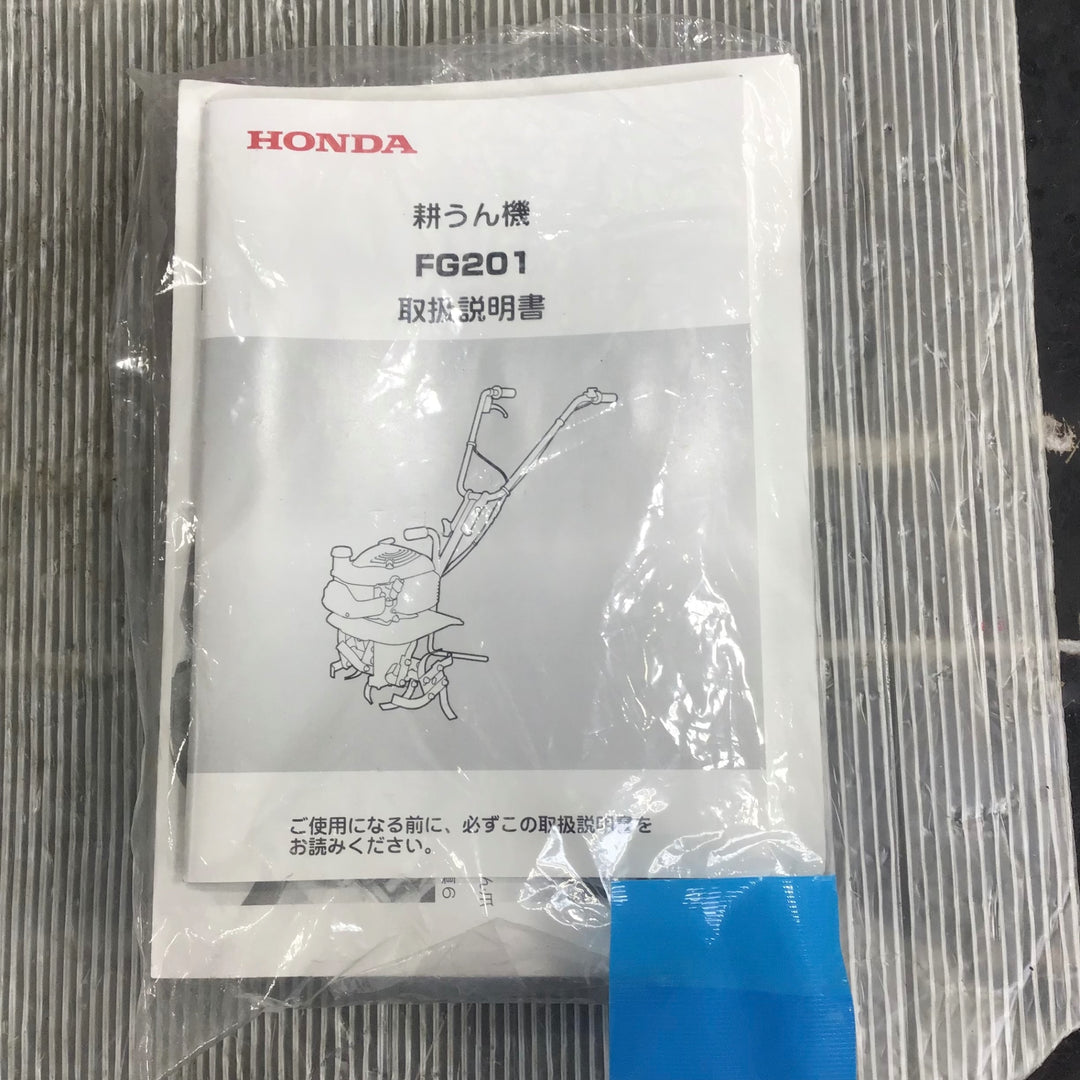 HONDA
耕うん機
FG201
取扱説明書
ご使用になる前に、必ずこの取扱説明書を
お読みください。